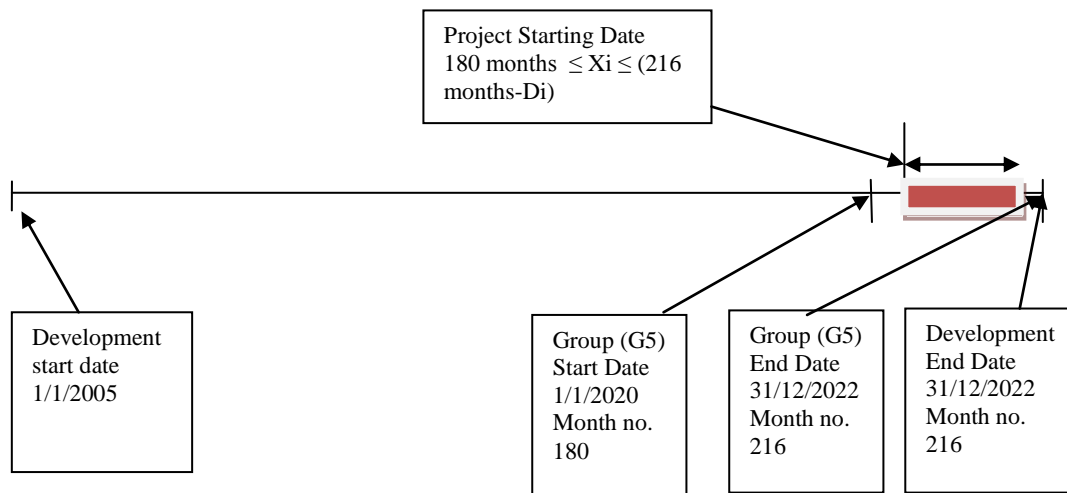 Project Starting Date
180 months ≤ Xi ≤ (216
months-Di)
Development
start date
1/1/2005
Group (G5)
Start Date
1/1/2020
Month no.
180
Group (G5)
End Date
31/12/2022
Month no.
216
Development
End Date
31/12/2022
Month no.
216